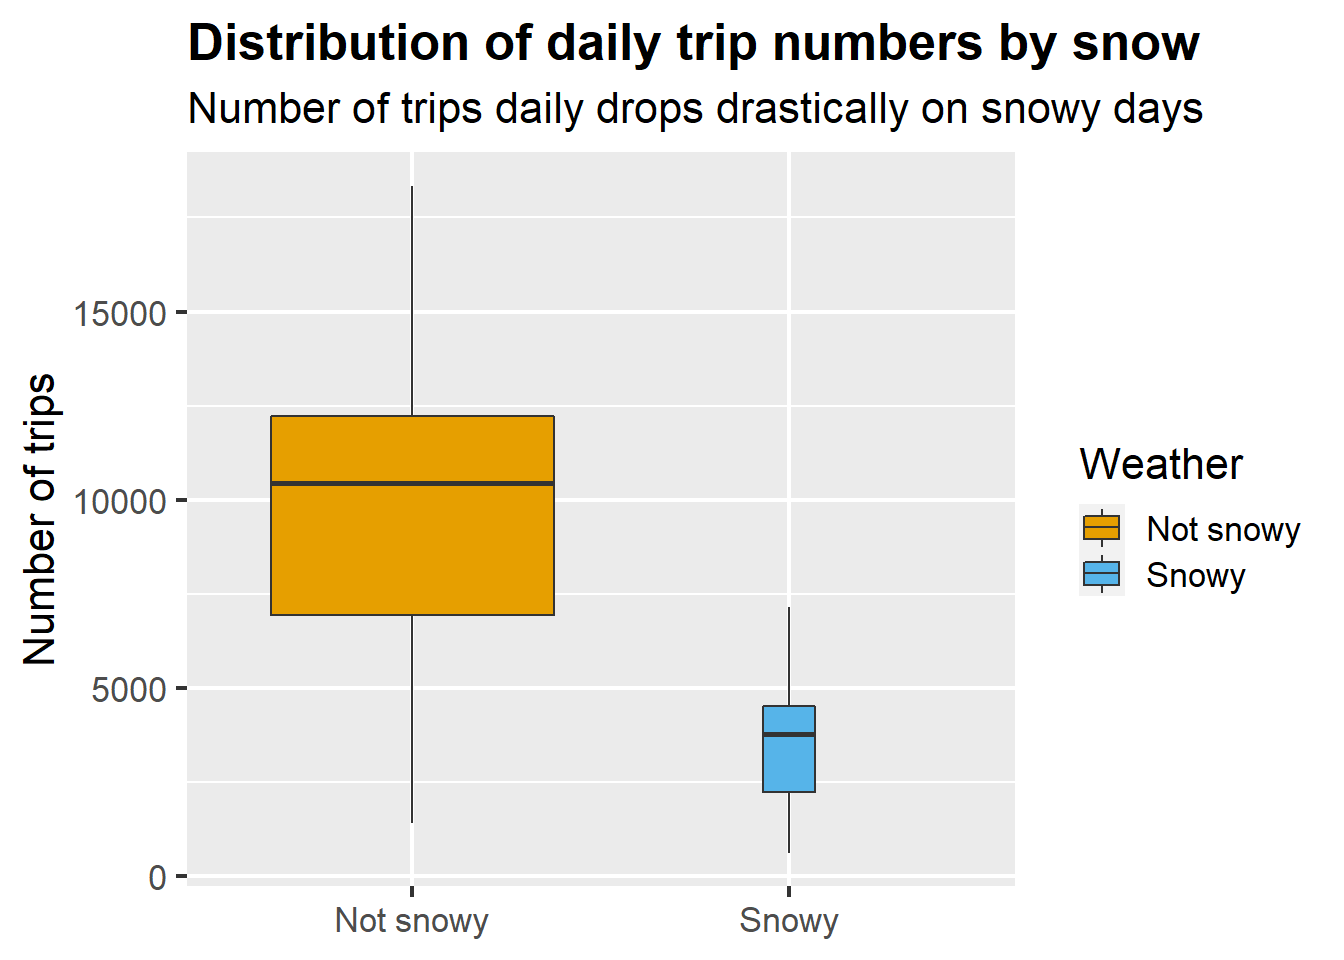 Distribution of daily trip numbers by snow
Number of trips daily drops drastically on snowy days
Number of trips
15000
10000
5000
0
Not snowy
Snowy
Weather
Not snowy
Snowy